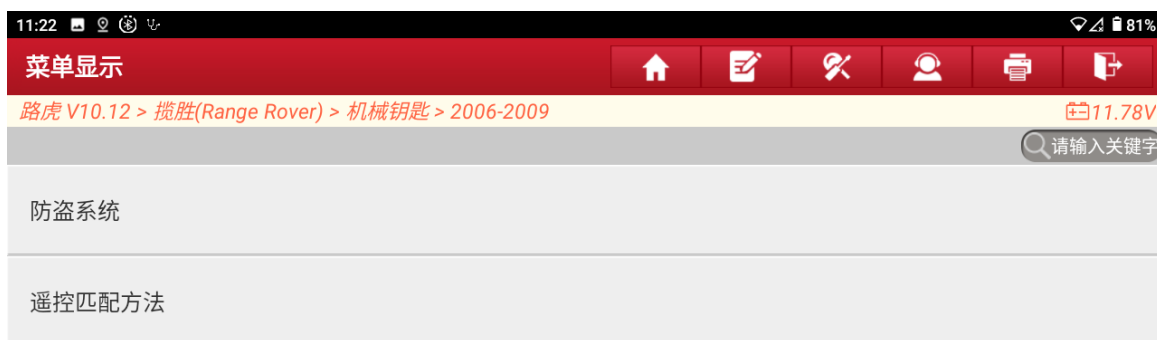 11:22 81%
菜单显示
路虎 V10.12 > 揽胜(Range Rover) > 机械钥匙 > 2006-2009 11.78V
请输入关键字
防盗系统
遥控匹配方法